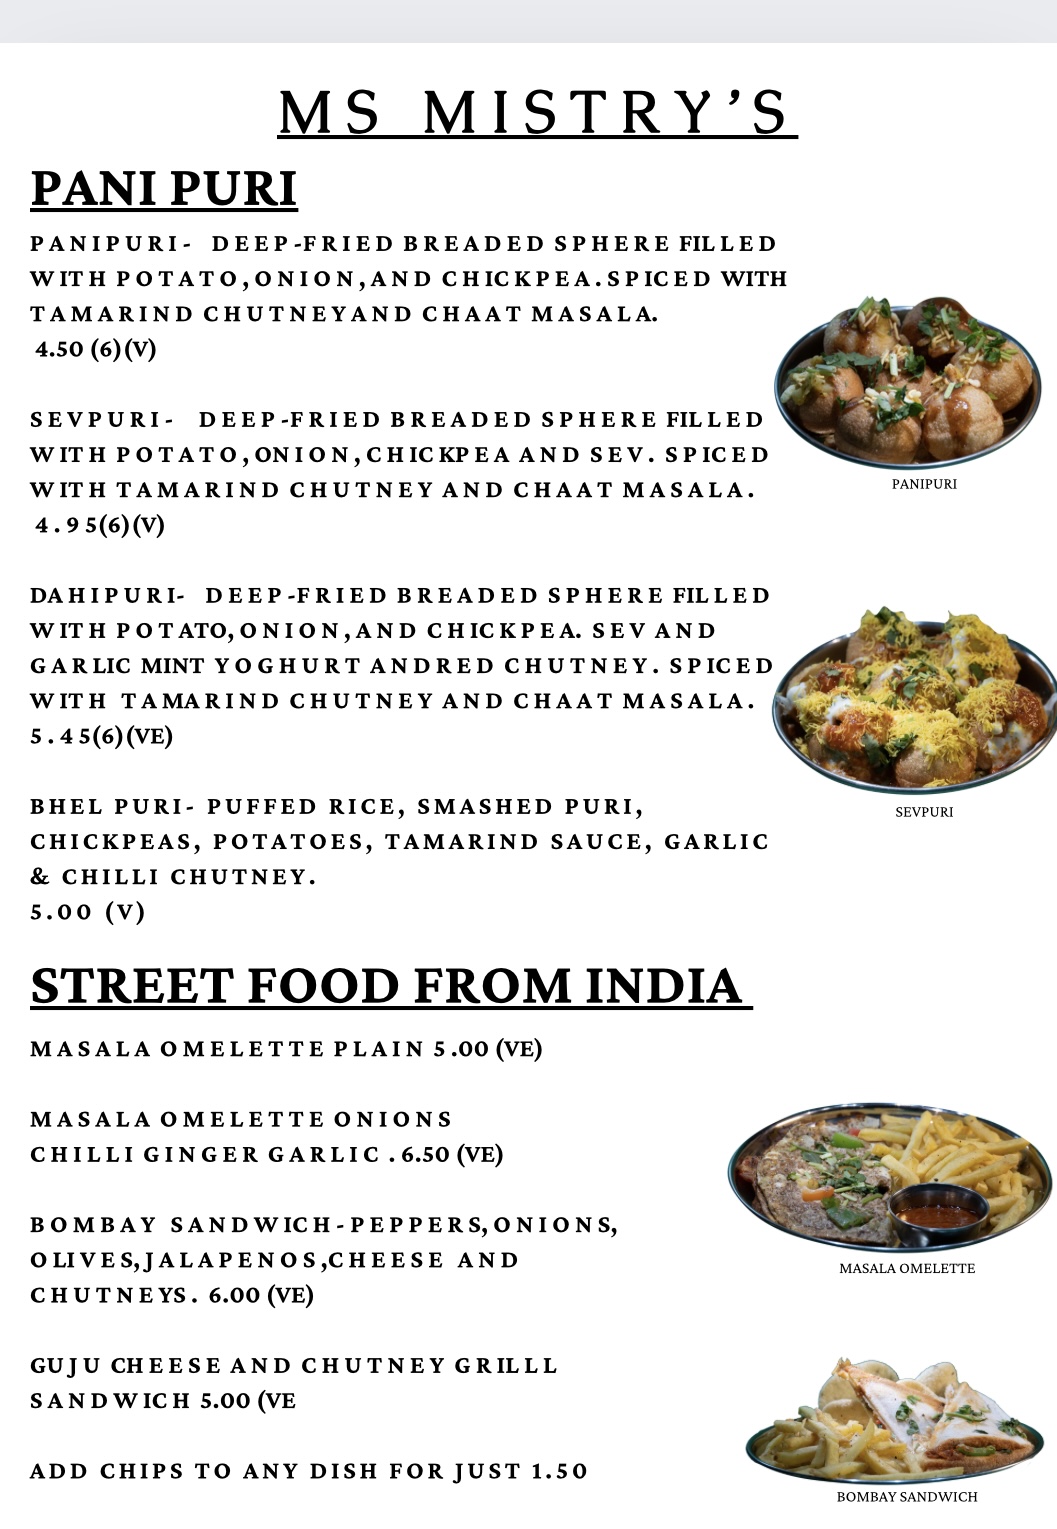 MS MISTRY'S
PANI PURI
PANIPURI- DEEP-FRIED BREADED SPHERE FILLED
WITH POTATO,ONION,AND CHICKPEA.SPICED WITH
TAMARIND CHUTNEYAND CHAAT MASALA.
4.50 (6)(V)
SEVPURI- DEEP-FRIED BREADED SPHERE FILLED
WITH POTATO,ONION,CHICKPEA AND SEV. SPICED
WITH TAMARIND CHUTNEY AND CHAAT MASALA.
4.95(6)(V)
PANIPURI
DAHIPURI- DEEP-FRIED BREADED SPHERE FILLED
WITH POTATO,ONION,AND CHICKPEA. SEV AND
GARLIC MINT YOGHURT ANDRED CHUTNEY. SPICED
WITH TAMARIND CHUTNEY AND CHAAT MASALA.
5.45(6)(VE)
SEVPURI
BHEL PURI- PUFFED RICE, SMASHED PURI,
CHICKPEAS, POTATOES, TAMARIND SAUCE, GARLIC
& CHILLI CHUTNEY.
5.00 (V)
STREET FOOD FROM INDIA
MASALA OMELETTE PLAIN 5.00 (VE)
MASALA OMELETTE ONIONS
CHILLI GINGER GARLIC .6.50 (VE)
MASALA OMELETTE
BOMBAY SANDWICH-PEPPERS,ONIONS,
OLIVES,JALAPENOS,CHEESE AND
CHUTNEYS. 6.00 (VE)
GUJU CHEESE AND CHUTNEY GRILLL
SANDWICH 5.00 (VE
ADD CHIPS TO ANY DISH FOR JUST 1.50
BOMBAY SANDWICH